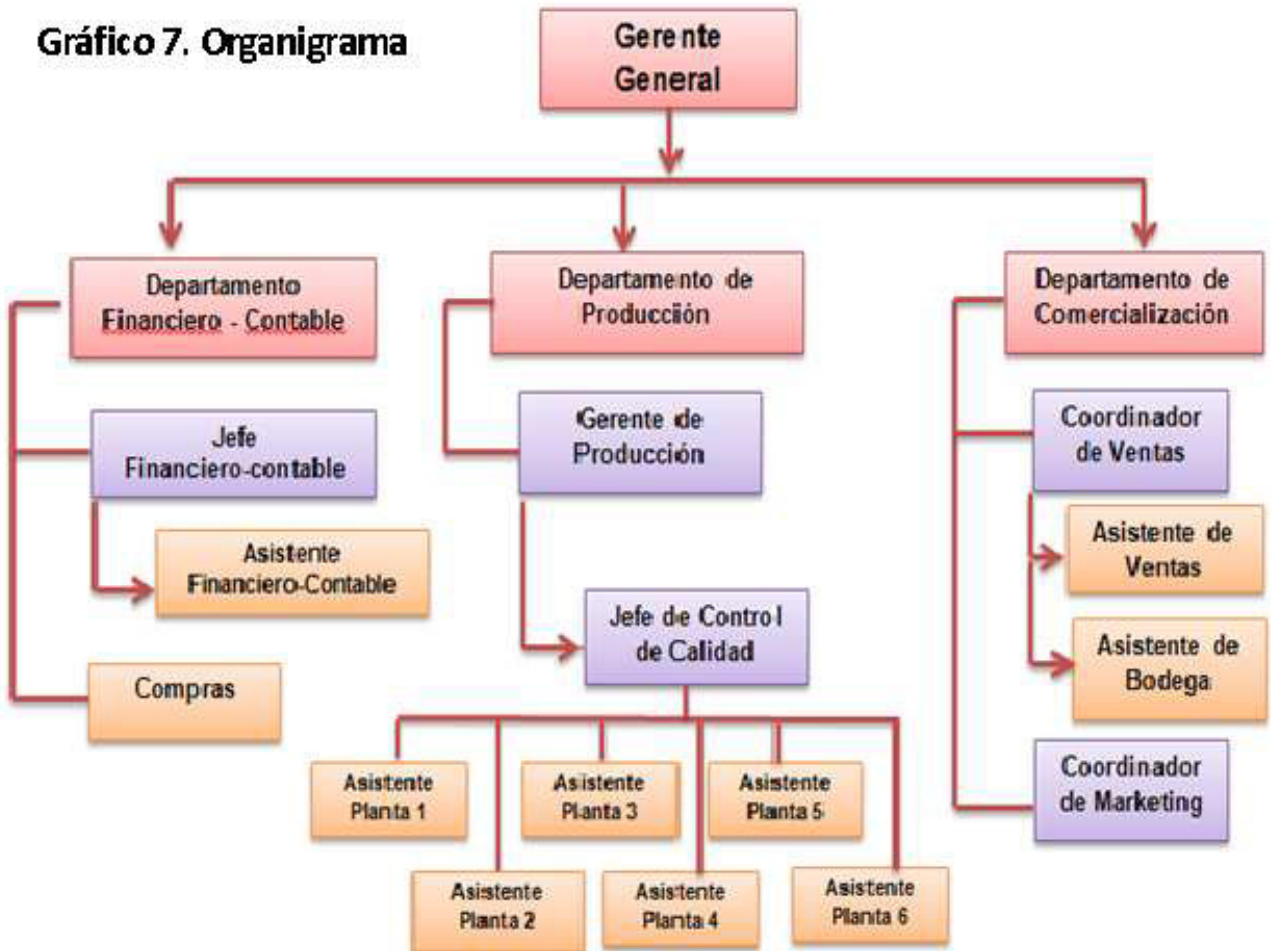 Gráfico 7. Organigrama
Gerente
General
Departamento
Financiero - Contable
Departamento de
Producción
Departamento de
Comercialización
Jefe
Financiero-contable
Gerente de
Producción
Coordinador
de Ventas
Asistente
Financiero-Contable
Asistente de
Ventas
Jefe de Control
de Calidad
Asistente de
Bodega
Compras
Coordinador
de Marketing
Asistente
Planta 1
Asistente
Planta 3
Asistente
Planta 5
Asistente
Planta 2
Asistente
Planta 4
Asistente
Planta 6